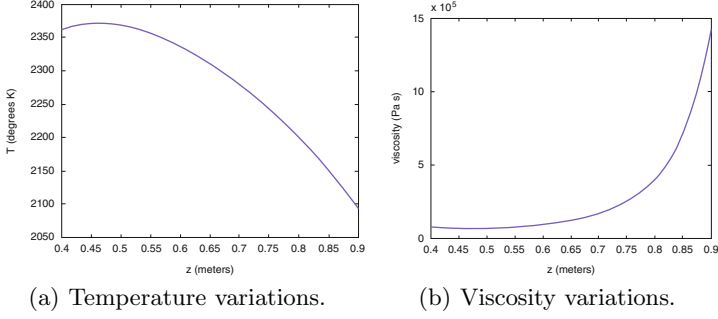 2400
2350
2300
2250
2200
2150
2100
2050
T (degrees K)
0.4 0.45 0.5 0.55 0.6 0.65 0.7 0.75 0.8 0.85 0.9
z (meters)
(a) Temperature variations.
x 10^5
15
10
5
0
viscosity (Pa s)
0.4 0.45 0.5 0.55 0.6 0.65 0.7 0.75 0.8 0.85 0.9
z (meters)
(b) Viscosity variations.